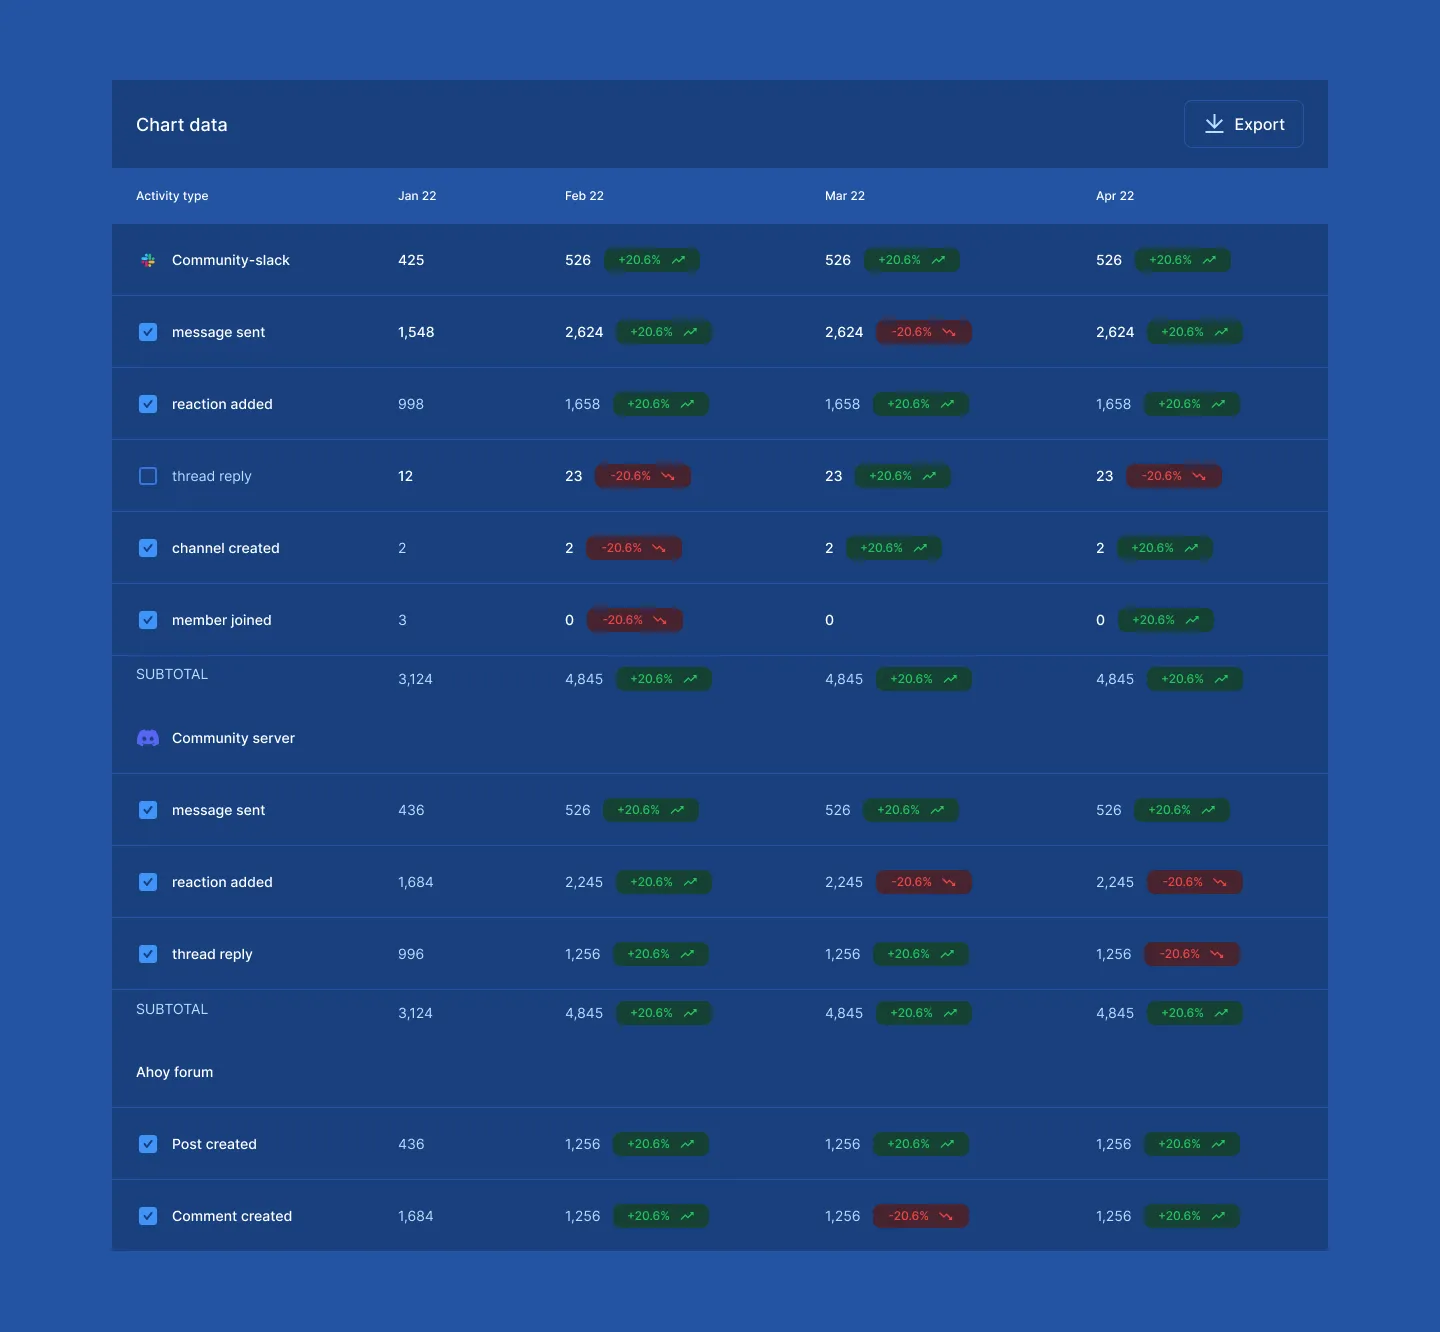 Chart data Export
Activity type Jan 22 Feb 22 Mar 22 Apr 22
Community-slack 425 526 +20.6% 526 +20.6% 526 +20.6%
message sent 1,548 2,624 +20.6% 2,624 -20.6% 2,624 +20.6%
reaction added 998 1,658 +20.6% 1,658 +20.6% 1,658 +20.6%
thread reply 12 23 -20.6% 23 +20.6% 23 -20.6%
channel created 2 2 -20.6% 2 +20.6% 2 +20.6%
member joined 3 0 -20.6% 0 0 +20.6%
SUBTOTAL 3,124 4,845 +20.6% 4,845 +20.6% 4,845 +20.6%
Community server
message sent 436 526 +20.6% 526 +20.6% 526 +20.6%
reaction added 1,684 2,245 +20.6% 2,245 -20.6% 2,245 -20.6%
thread reply 996 1,256 +20.6% 1,256 +20.6% 1,256 -20.6%
SUBTOTAL 3,124 4,845 +20.6% 4,845 +20.6% 4,845 +20.6%
Ahoy forum
Post created 436 1,256 +20.6% 1,256 +20.6% 1,256 +20.6%
Comment created 1,684 1,256 +20.6% 1,256 -20.6% 1,256 +20.6%